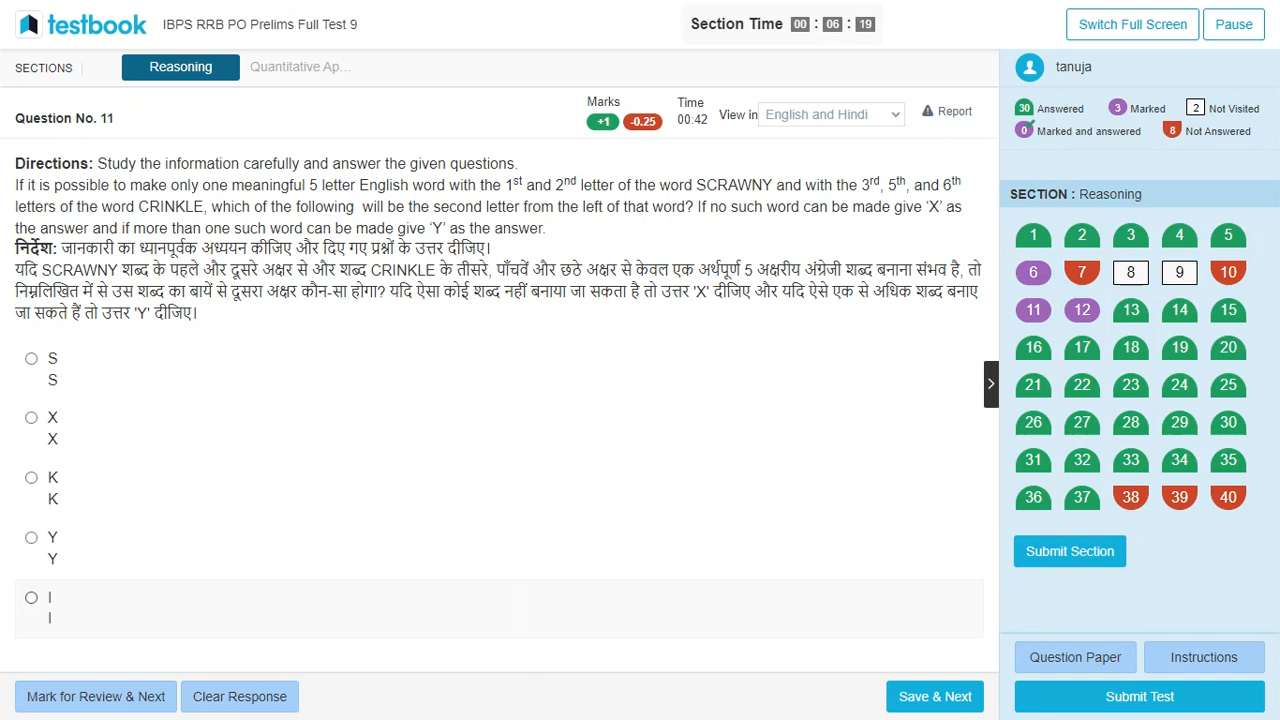 testbook IBPS RRB PO Prelims Full Test 9 Section Time 00 : 06 : 19 Switch Full Screen Pause
SECTIONS Reasoning Quantitative Ap... tanuja
Question No. 11 Marks +1 -0.25 Time 00:42 View in English and Hindi Report
30 Answered 3 Marked 2 Not Visited
0 Marked and answered 8 Not Answered
Directions: Study the information carefully and answer the given questions.
If it is possible to make only one meaningful 5 letter English word with the 1st and 2nd letter of the word SCRAWNY and with the 3rd, 5th, and 6th
letters of the word CRINKLE, which of the following will be the second letter from the left of that word? If no such word can be made give ‘X’ as
the answer and if more than one such word can be made give ‘Y’ as the answer.
निर्देश: जानकारी का ध्यानपूर्वक अध्ययन कीजिए और दिए गए प्रश्नों के उत्तर दीजिए।
यदि SCRAWNY शब्द के पहले और दूसरे अक्षर से और शब्द CRINKLE के तीसरे, पाँचवें और छठे अक्षर से केवल एक अर्थपूर्ण 5 अक्षरीय अंग्रेजी शब्द बनाना संभव है, तो
निम्नलिखित में से उस शब्द का बायें से दूसरा अक्षर कौन-सा होगा? यदि ऐसा कोई शब्द नहीं बनाया जा सकता है तो उत्तर 'X' दीजिए और यदि ऐसे एक से अधिक शब्द बनाए
जा सकते हैं तो उत्तर 'Y' दीजिए।
S
S
X
X
K
K
Y
Y
I
I
SECTION : Reasoning
1 2 3 4 5
6 7 8 9 10
11 12 13 14 15
16 17 18 19 20
21 22 23 24 25
26 27 28 29 30
31 32 33 34 35
36 37 38 39 40
Submit Section
Question Paper Instructions
Mark for Review & Next Clear Response Save & Next Submit Test